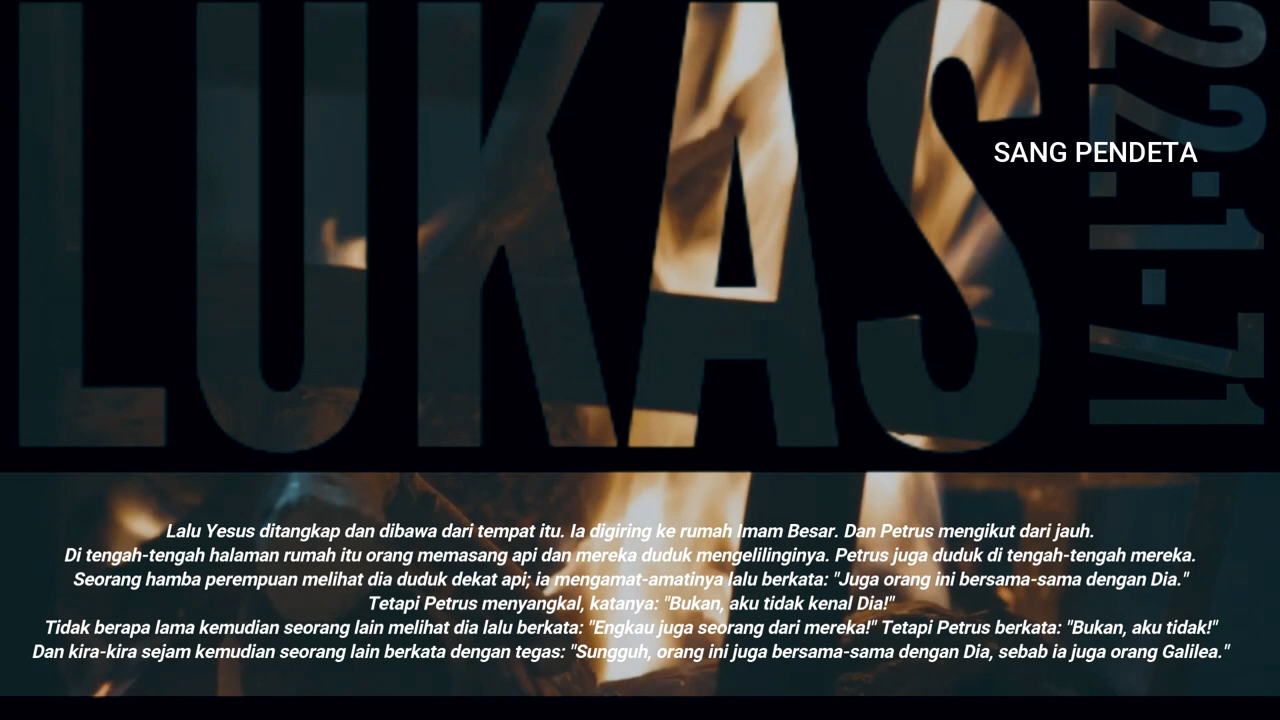 LUKAS
22:1-71
SANG PENDETA
Lalu Yesus ditangkap dan dibawa dari tempat itu. Ia digiring ke rumah Imam Besar. Dan Petrus mengikut dari jauh.
Di tengah-tengah halaman rumah itu orang memasang api dan mereka duduk mengelilinginya. Petrus juga duduk di tengah-tengah mereka.
Seorang hamba perempuan melihat dia duduk dekat api; ia mengamat-amatinya lalu berkata: "Juga orang ini bersama-sama dengan Dia."
Tetapi Petrus menyangkal, katanya: "Bukan, aku tidak kenal Dia!"
Tidak berapa lama kemudian seorang lain melihat dia lalu berkata: "Engkau juga seorang dari mereka!" Tetapi Petrus berkata: "Bukan, aku tidak!"
Dan kira-kira sejam kemudian seorang lain berkata dengan tegas: "Sungguh, orang ini juga bersama-sama dengan Dia, sebab ia juga orang Galilea."